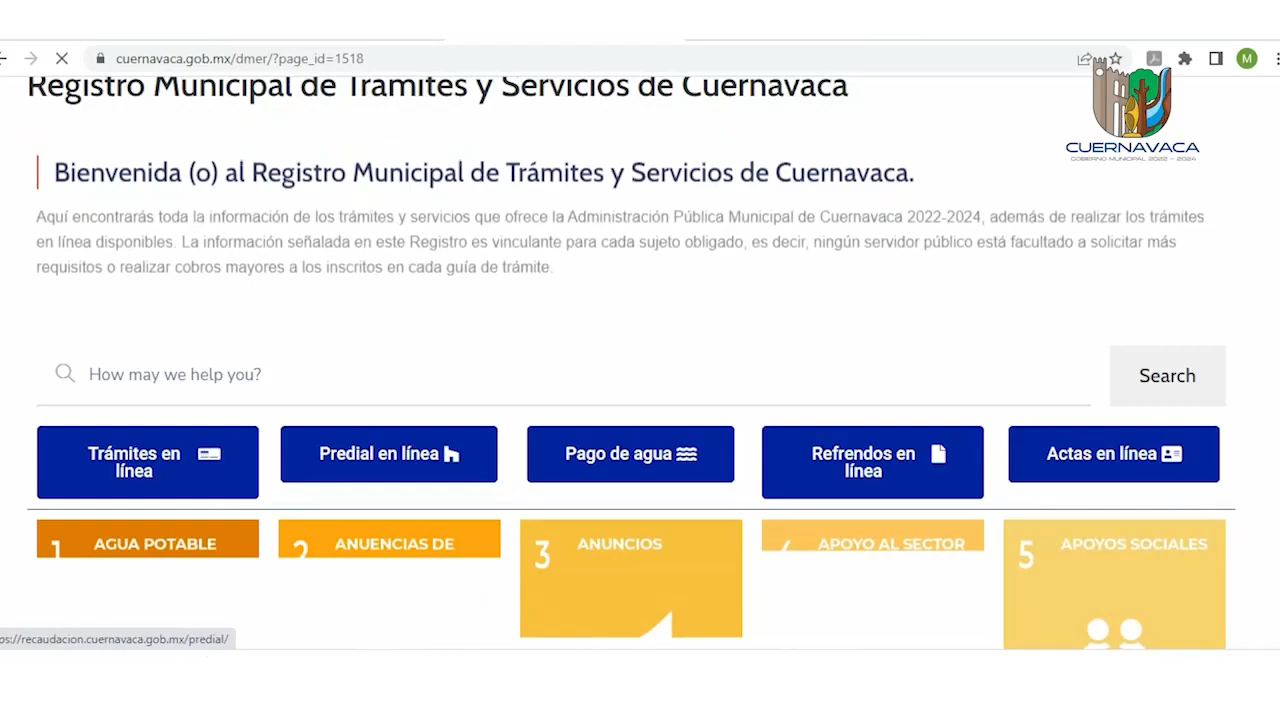 cuernavaca.gob.mx/dmer/?page_id=1518
M
Registro Municipal de Trámites y Servicios de Cuernavaca
CUERNAVACA
GOBIERNO MUNICIPAL 2022 - 2024
Bienvenida (o) al Registro Municipal de Trámites y Servicios de Cuernavaca.
Aquí encontrarás toda la información de los trámites y servicios que ofrece la Administración Pública Municipal de Cuernavaca 2022-2024, además de realizar los trámites
en línea disponibles. La información señalada en este Registro es vinculante para cada sujeto obligado, es decir, ningún servidor público está facultado a solicitar más
requisitos o realizar cobros mayores a los inscritos en cada guía de trámite.
How may we help you?
Search
Trámites en
línea
Predial en línea
Pago de agua
Refrendos en
línea
Actas en línea
1 AGUA POTABLE
2 ANUENCIAS DE
3 ANUNCIOS
4 APOYO AL SECTOR
5 APOYOS SOCIALES
ps://recaudacion.cuernavaca.gob.mx/predial/